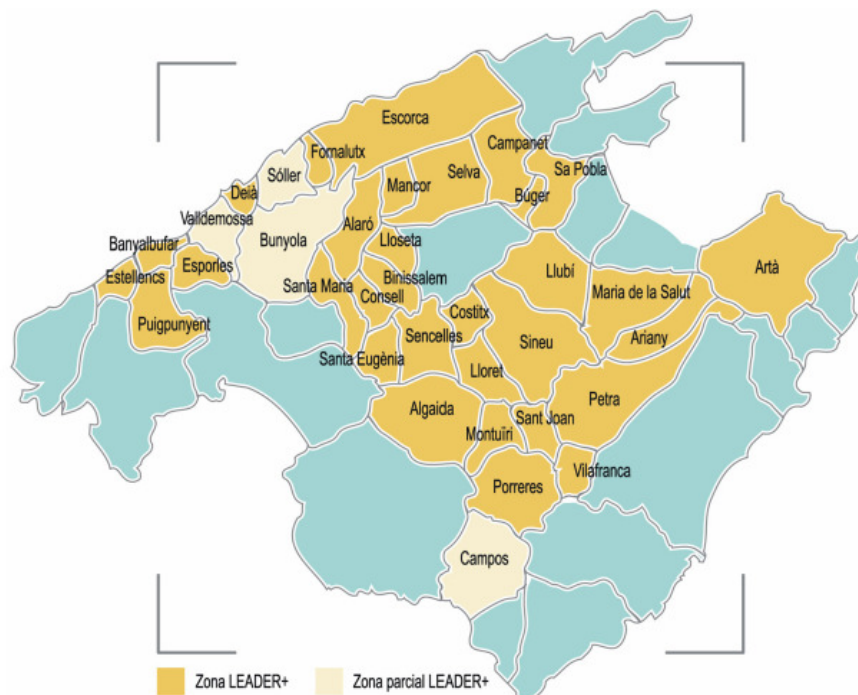 Escorca
Fornalutx
Campanet
Sóller
Mancor
Selva
Sa Pobla
Deià
Búger
Valldemossa
Alaró
Bunyola
Lloseta
Banyalbufar
Esporles
Estellencs
Binissalem
Llubí
Artà
Santa Maria
Consell
Maria de la Salut
Puigpunyent
Costitx
Sencelles
Sineu
Ariany
Santa Eugènia
Lloret
Petra
Algaida
Sant Joan
Montuïri
Vilafranca
Porreres
Campos
Zona LEADER+
Zona parcial LEADER+